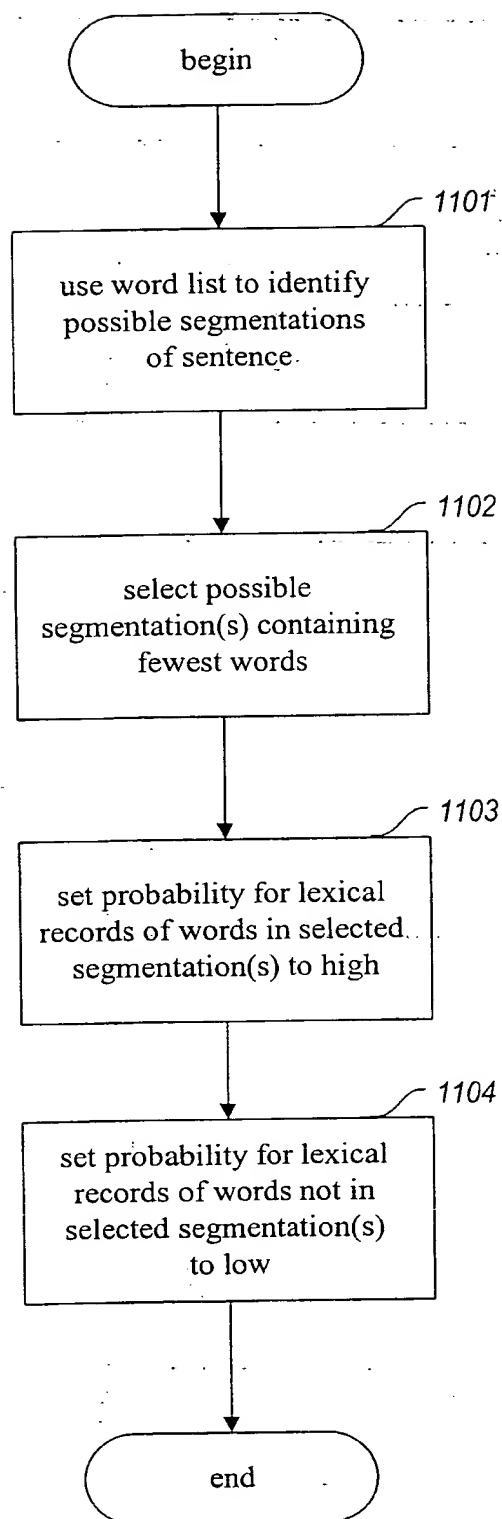 begin
1101
use word list to identify
possible segmentations
of sentence
1102
select possible
segmentation(s) containing
fewest words
1103
set probability for lexical
records of words in selected
segmentation(s) to high
1104
set probability for lexical
records of words not in
selected segmentation(s)
to low
end